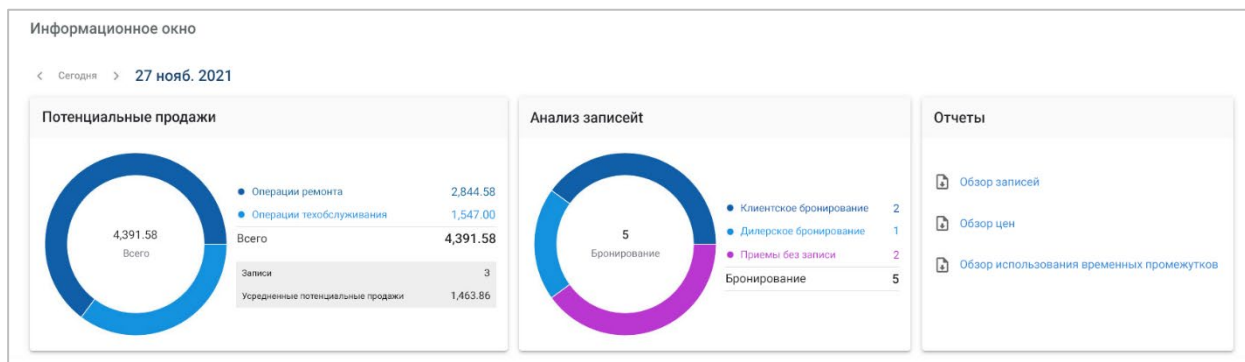 Информационное окно
Сегодня 27 нояб. 2021
Потенциальные продажи
4,391.58
Всего
Операции ремонта 2,844.58
Операции техобслуживания 1,547.00
Всего 4,391.58
Записи 3
Усредненные потенциальные продажи 1,463.86
Анализ записейt
5
Бронирование
Клиентское бронирование 2
Дилерское бронирование 1
Приемы без записи 2
Бронирование 5
Отчеты
Обзор записей
Обзор цен
Обзор использования временных промежутков